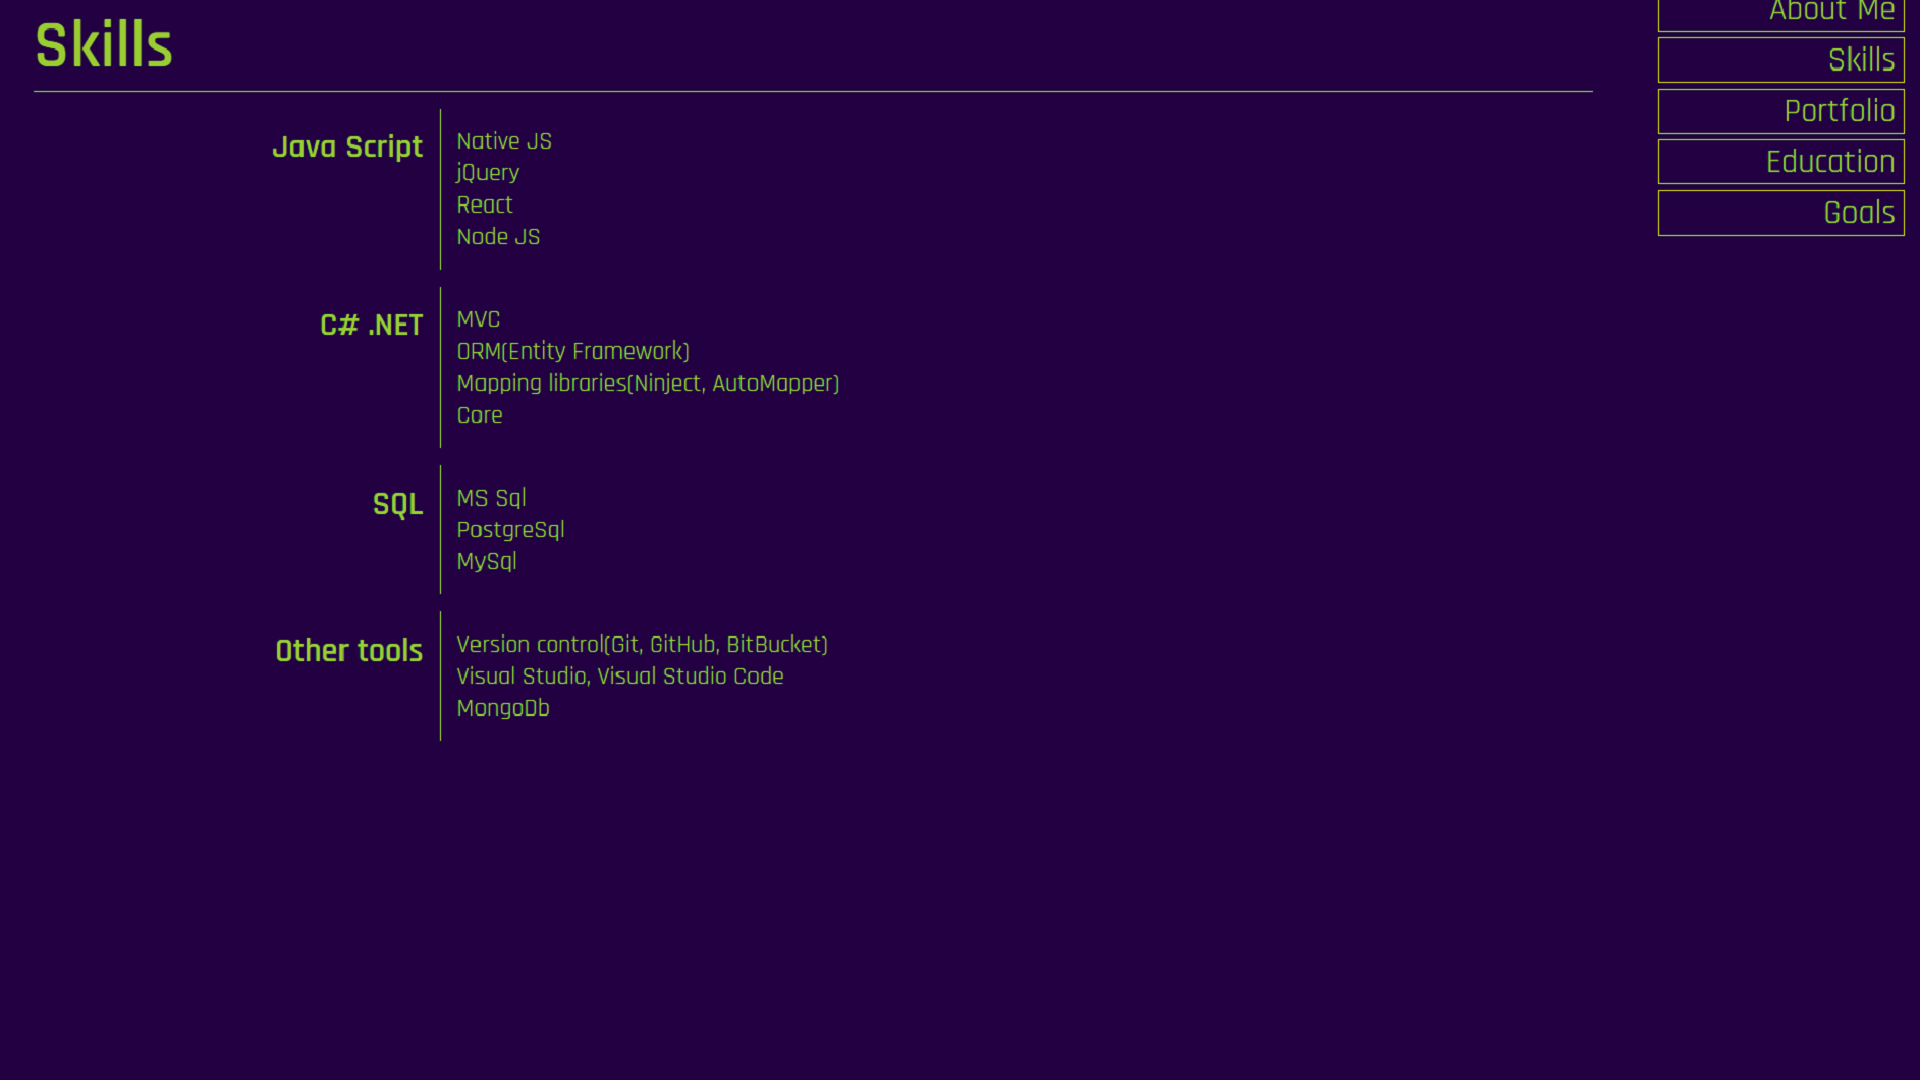 Skills
Java Script
Native JS
jQuery
React
Node JS
C# .NET
MVC
ORM(Entity Framework)
Mapping libraries(Ninject, AutoMapper)
Core
SQL
MS Sql
PostgreSql
MySql
Other tools
Version control(Git, GitHub, BitBucket)
Visual Studio, Visual Studio Code
MongoDb
About Me
Skills
Portfolio
Education
Goals